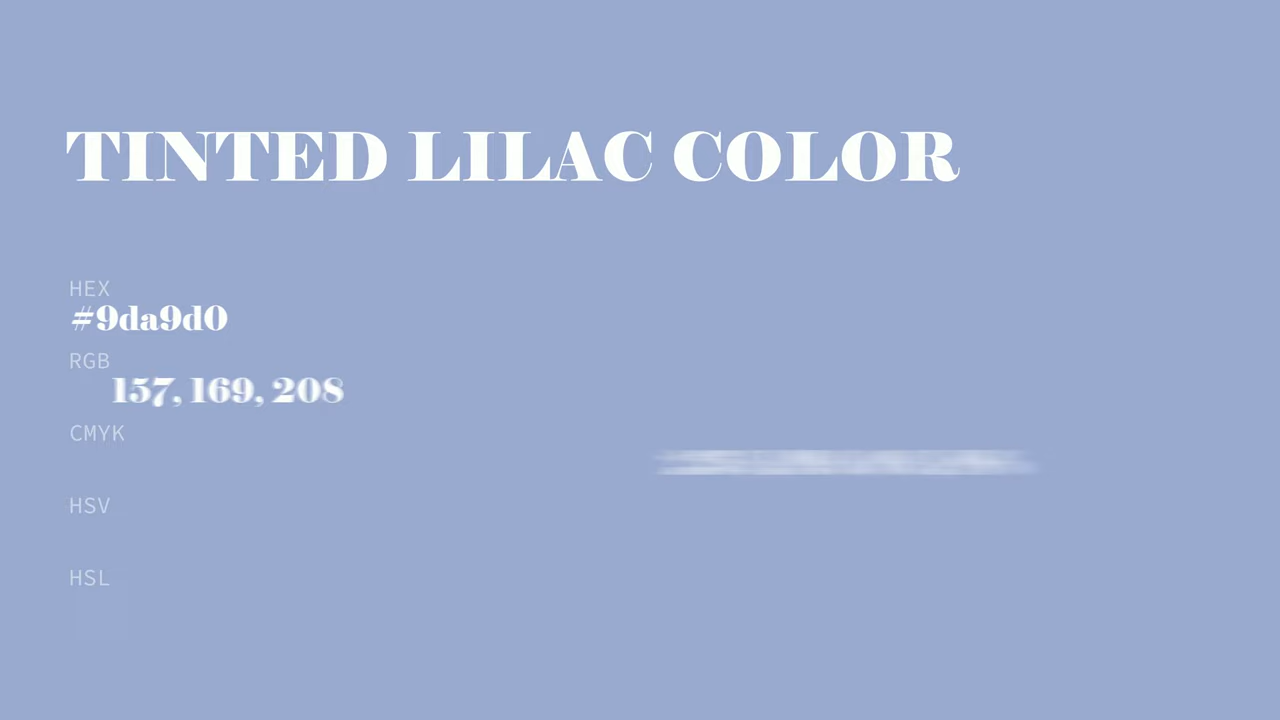 TINTED LILAC COLOR
HEX
#9da9d0
RGB
157, 169, 208
CMYK
HSV
HSL